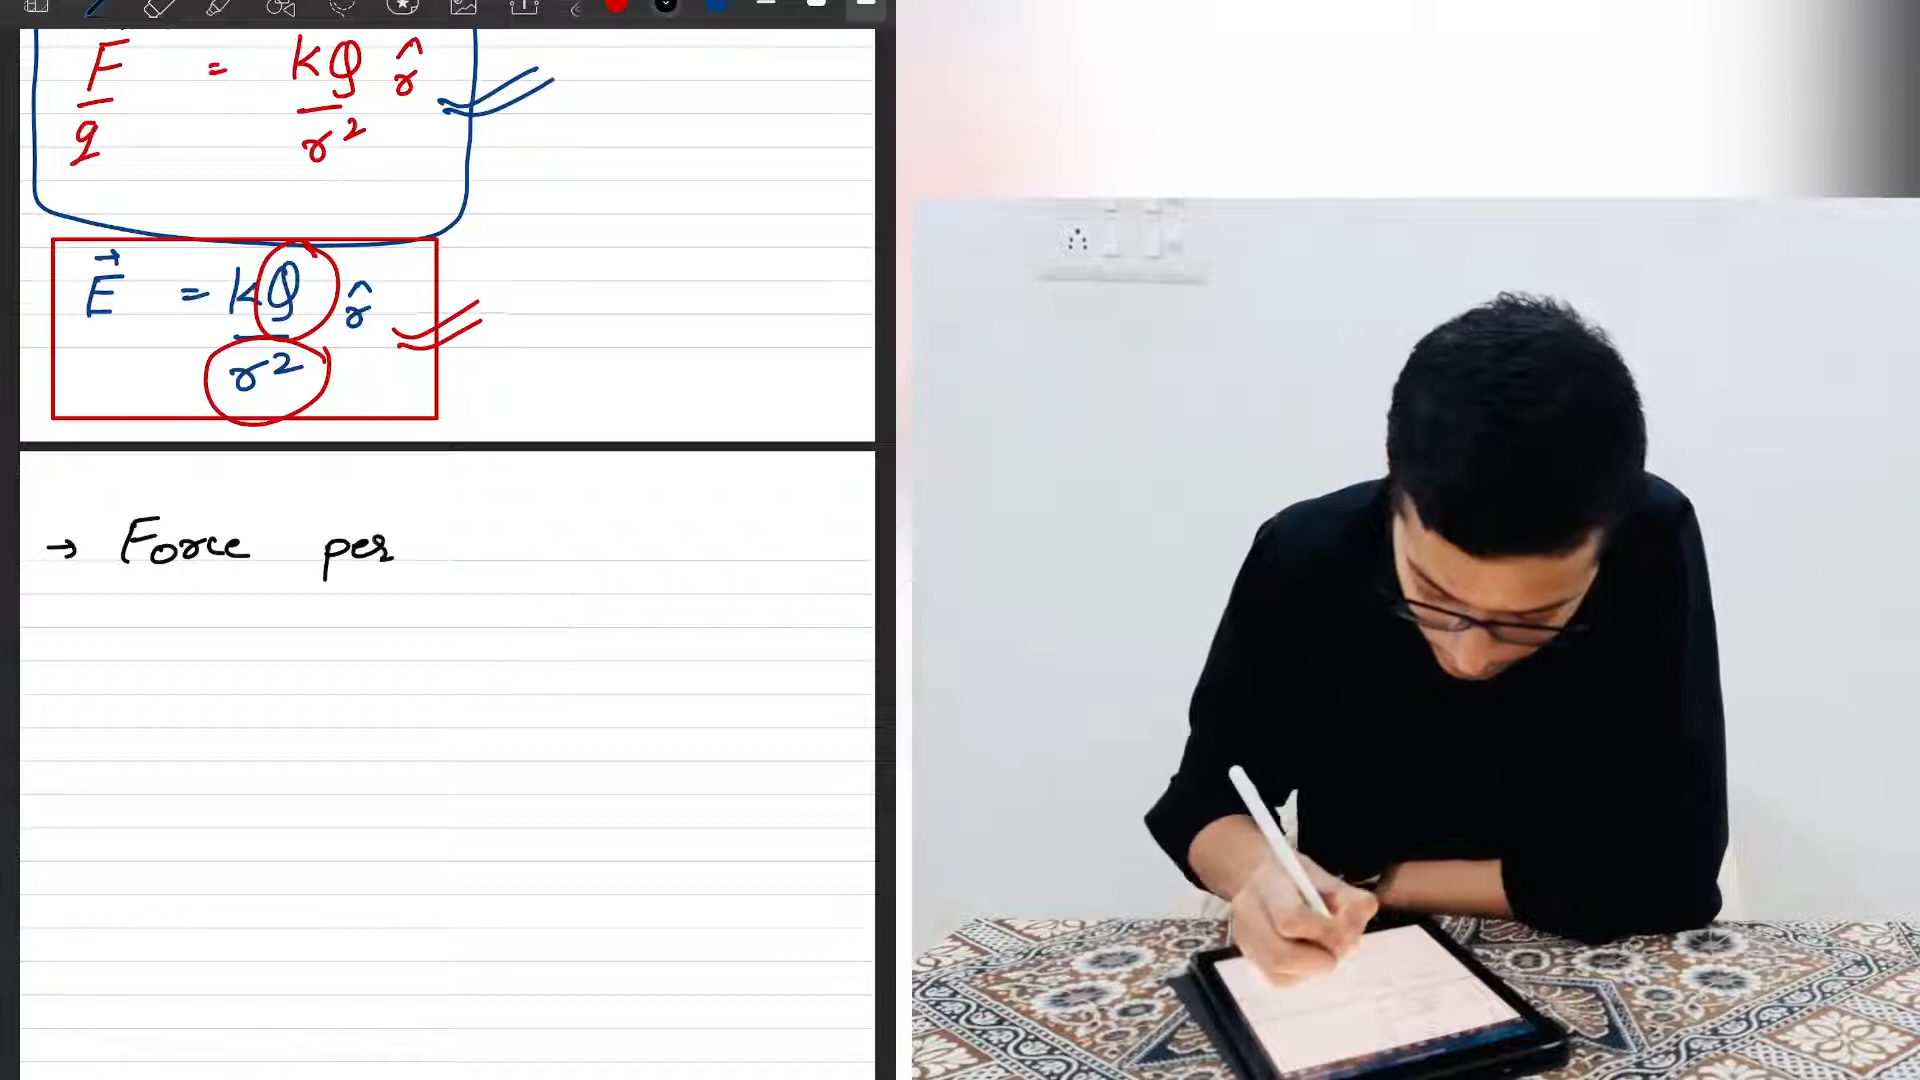 F = kQ r̂
q r²
E⃗ = kQ r̂
r²
→ Force per